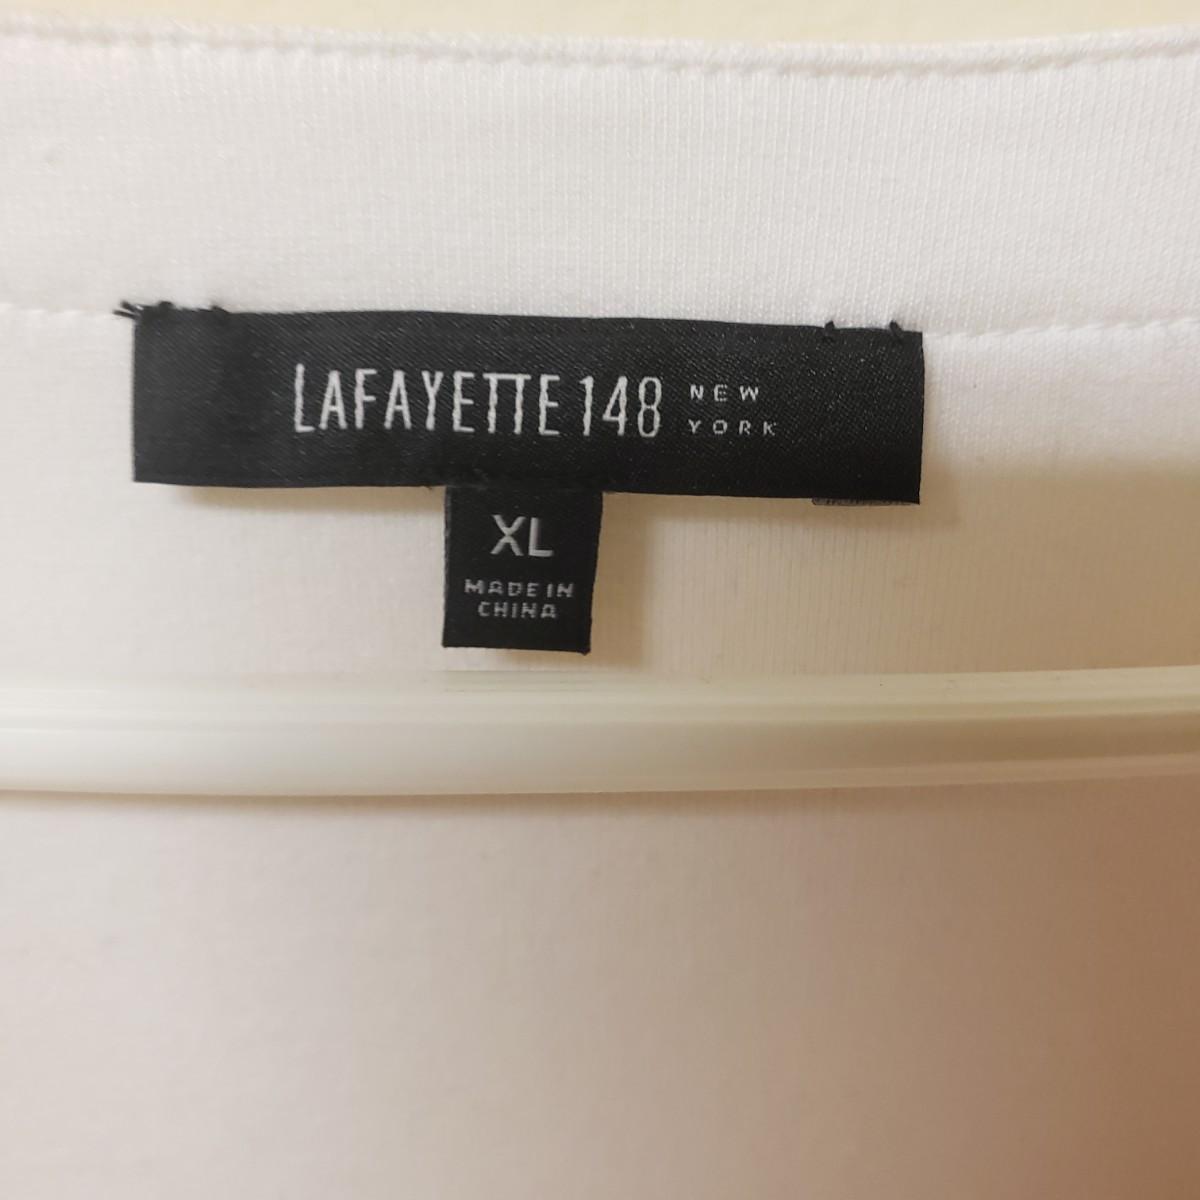 LAFAYETTE 148 NEW YORK
XL
MADE IN
CHINA